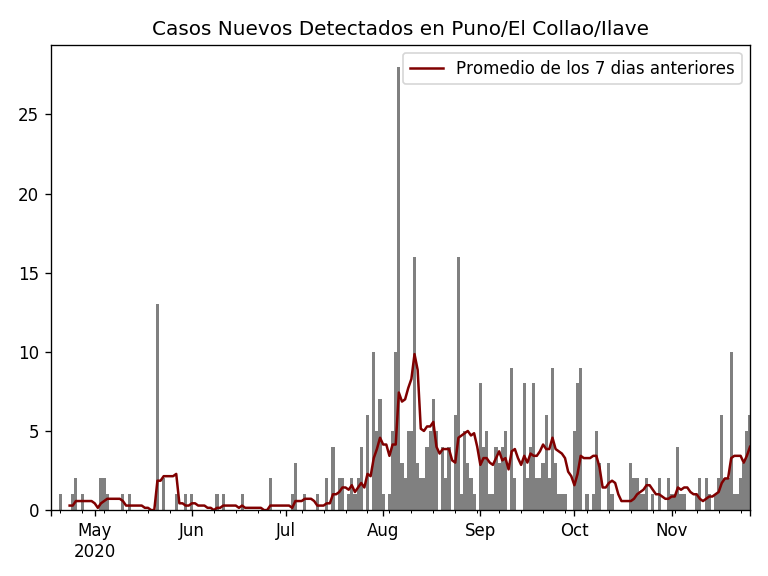 Casos Nuevos Detectados en Puno/El Collao/Ilave
Promedio de los 7 dias anteriores
25
20
15
10
5
0
May Jun Jul Aug Sep Oct Nov
2020